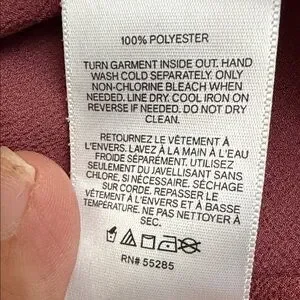 100% POLYESTER
TURN GARMENT INSIDE OUT. HAND
WASH COLD SEPARATELY. ONLY
NON-CHLORINE BLEACH WHEN
NEEDED. LINE DRY. COOL IRON ON
REVERSE IF NEEDED. DO NOT DRY
CLEAN.
RETOURNEZ LE VÊTEMENT À
L'ENVERS. LAVEZ À LA MAIN À L'EAU
FROIDE SÉPARÉMENT. UTILISEZ
SEULEMENT DU JAVELLISANT SANS
CHLORE, SI NÉCESSAIRE. SÉCHAGE
SUR CORDE. REPASSER LE
VÊTEMENT À L'ENVERS ET À BASSE
TEMPÉRATURE. NE PAS NETTOYER À
SEC.
RN# 55285